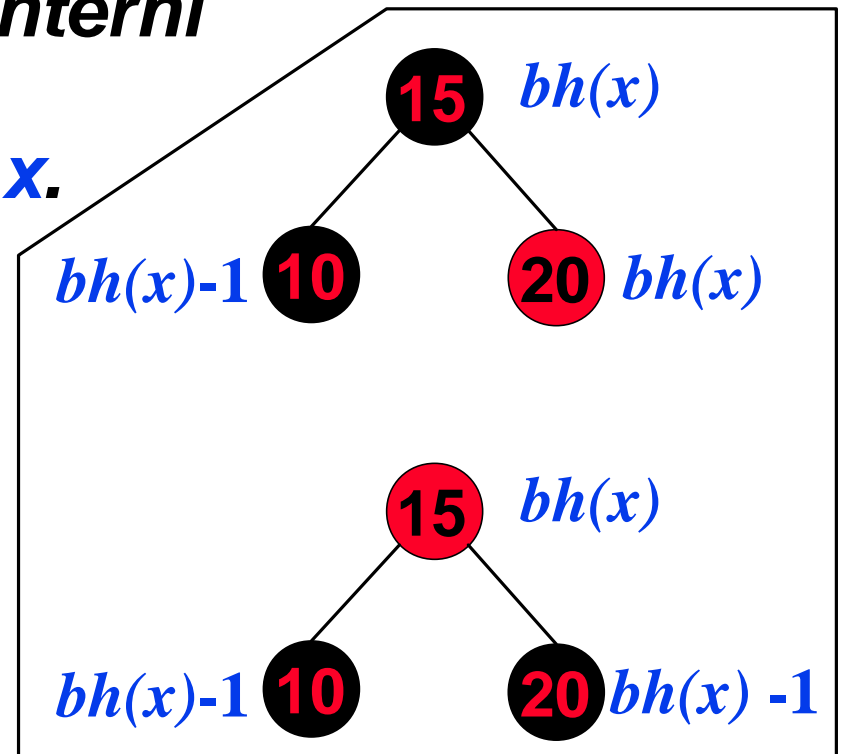 nterni
15 bh(x)
x.
bh(x)-1 10 20 bh(x)
15 bh(x)
bh(x)-1 10 20 bh(x) -1